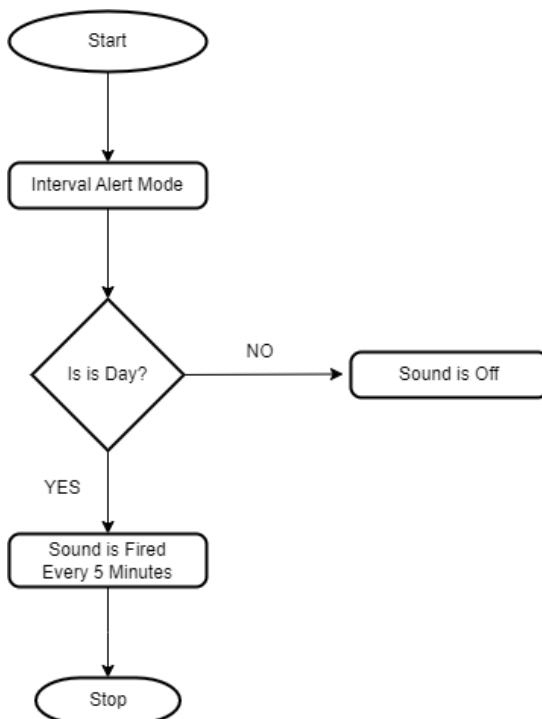 Start
Interval Alert Mode
Is is Day?
NO
Sound is Off
YES
Sound is Fired
Every 5 Minutes
Stop